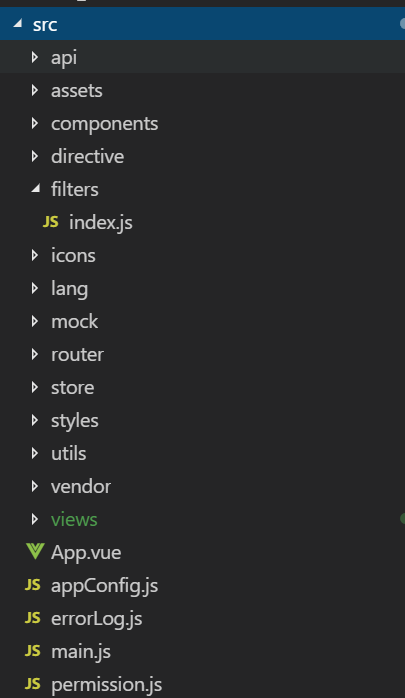 src
api
assets
components
directive
filters
JS index.js
icons
lang
mock
router
store
styles
utils
vendor
views
App.vue
JS appConfig.js
JS errorLog.js
JS main.js
JS permission.js